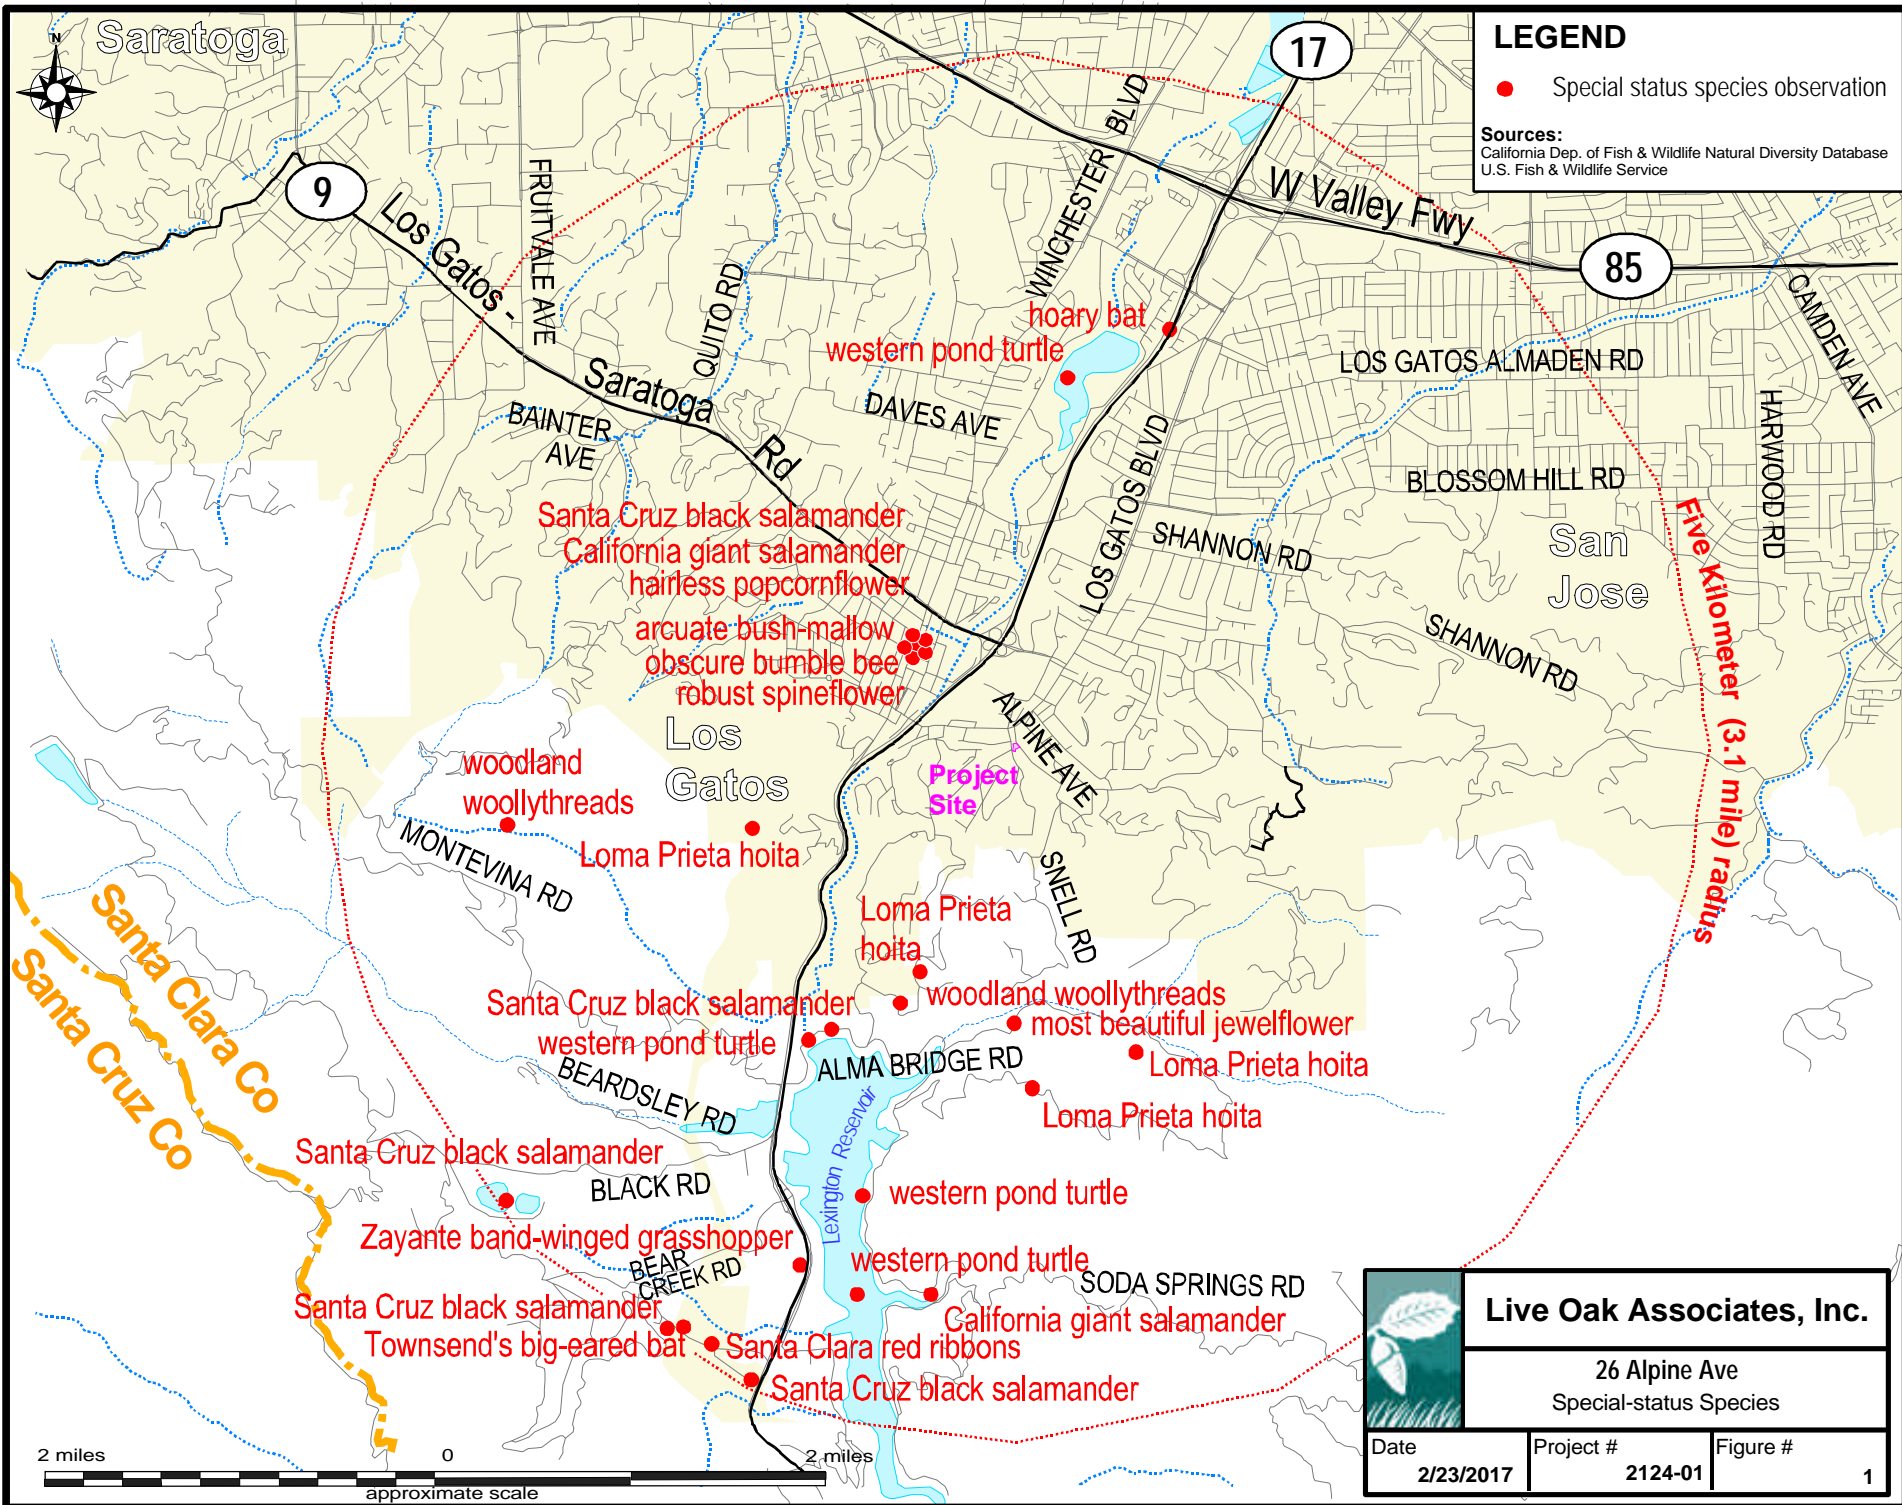 Saratoga
N
17
LEGEND
Special status species observation
Sources:
California Dep. of Fish & Wildlife Natural Diversity Database
U.S. Fish & Wildlife Service
9
Los Gatos -
Saratoga
Rd
FRUITVALE AVE
QUITO RD
WINCHESTER BLVD
W Valley Fwy
85
CAMDEN AVE
hoary bat
western pond turtle
LOS GATOS ALMADEN RD
BAINTER
AVE
DAVES AVE
LOS GATOS BLVD
HARWOOD RD
BLOSSOM HILL RD
Santa Cruz black salamander
California giant salamander
hairless popcornflower
arcuate bush-mallow
obscure bumble bee
robust spineflower
SHANNON RD
San
Jose
SHANNON RD
Five Kilometer (3.1 mile) radius
Los
Gatos
ALPINE AVE
Project
Site
woodland
woollythreads
Loma Prieta hoita
MONTEVINA RD
SNELL RD
Loma Prieta
hoita
Santa Clara Co
Santa Cruz Co
Santa Cruz black salamander
western pond turtle
woodland woollythreads
most beautiful jewelflower
Loma Prieta hoita
ALMA BRIDGE RD
BEARDSLEY RD
Loma Prieta hoita
Lexington Reservoir
Santa Cruz black salamander
BLACK RD
western pond turtle
Zayante band-winged grasshopper
BEAR
CREEK RD
western pond turtle
SODA SPRINGS RD
California giant salamander
Santa Cruz black salamander
Townsend's big-eared bat
Santa Clara red ribbons
Santa Cruz black salamander
2 miles
0
2 miles
approximate scale
Live Oak Associates, Inc.
26 Alpine Ave
Special-status Species
Date
2/23/2017
Project #
2124-01
Figure #
1